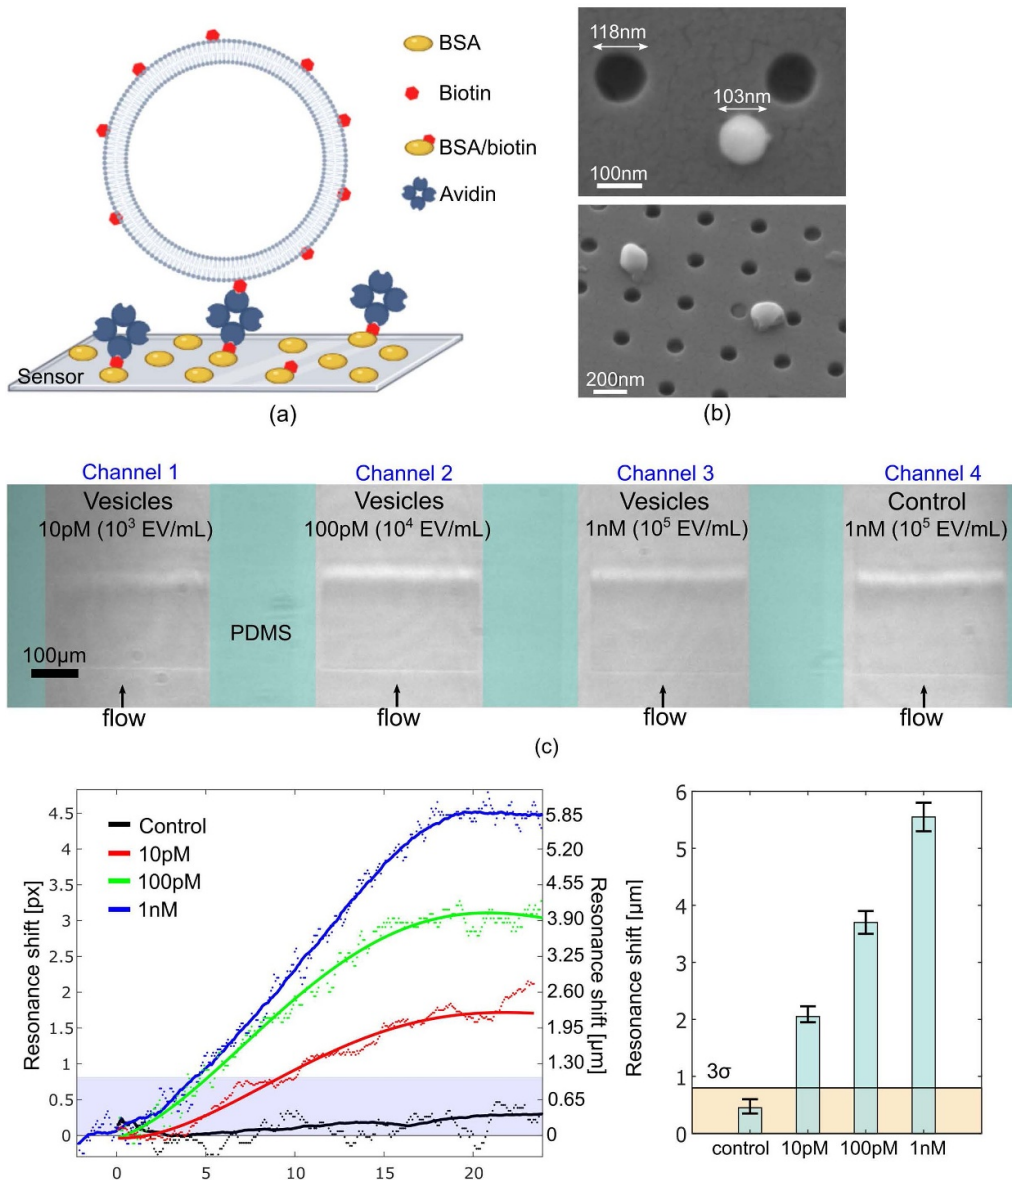 BSA
Biotin
BSA/biotin
Avidin
Sensor
(a)
118nm
103nm
100nm
200nm
(b)
Channel 1
Channel 2
Channel 3
Channel 4
Vesicles
10pM (10³ EV/mL)
Vesicles
100pM (10⁴ EV/mL)
Vesicles
1nM (10⁵ EV/mL)
Control
1nM (10⁵ EV/mL)
PDMS
100µm
flow
flow
flow
flow
(c)
Resonance shift [px]
4.5
4
3.5
3
2.5
2
1.5
1
0.5
0
Control
10pM
100pM
1nM
5.85
5.20
4.55
3.90
3.25
2.60
1.95
1.30
0.65
0
Resonance shift [µm]
0
5
10
15
20
Resonance shift [µm]
6
5
4
3
2
1
0
3σ
control
10pM
100pM
1nM